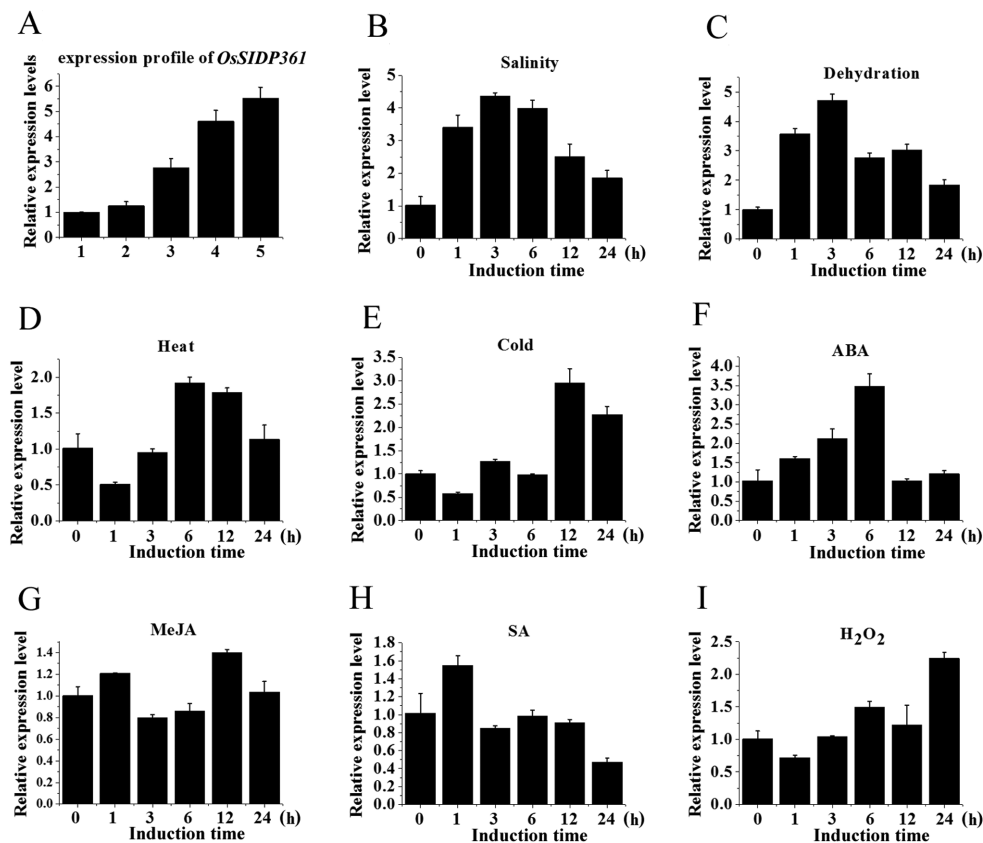 A
expression profile of OsSIDP361
Relative expression levels
6
5
4
3
2
1
0
1 2 3 4 5
B
Salinity
Relative expression level
5
4
3
2
1
0
0 1 3 6 12 24 (h)
Induction time
C
Dehydration
Relative expression level
5
4
3
2
1
0
0 1 3 6 12 24 (h)
Induction time
D
Heat
Relative expression level
2.0
1.5
1.0
0.5
0.0
0 1 3 6 12 24 (h)
Induction time
E
Cold
Relative expression level
3.5
3.0
2.5
2.0
1.5
1.0
0.5
0.0
0 1 3 6 12 24 (h)
Induction time
F
ABA
Relative expression level
4.0
3.5
3.0
2.5
2.0
1.5
1.0
0.5
0.0
0 1 3 6 12 24 (h)
Induction time
G
MeJA
Relative expression level
1.4
1.2
1.0
0.8
0.6
0.4
0.2
0.0
0 1 3 6 12 24 (h)
Induction time
H
SA
Relative expression level
1.8
1.6
1.4
1.2
1.0
0.8
0.6
0.4
0.2
0.0
0 1 3 6 12 24 (h)
Induction time
I
H₂O₂
Relative expression level
2.5
2.0
1.5
1.0
0.5
0.0
0 1 3 6 12 24 (h)
Induction time